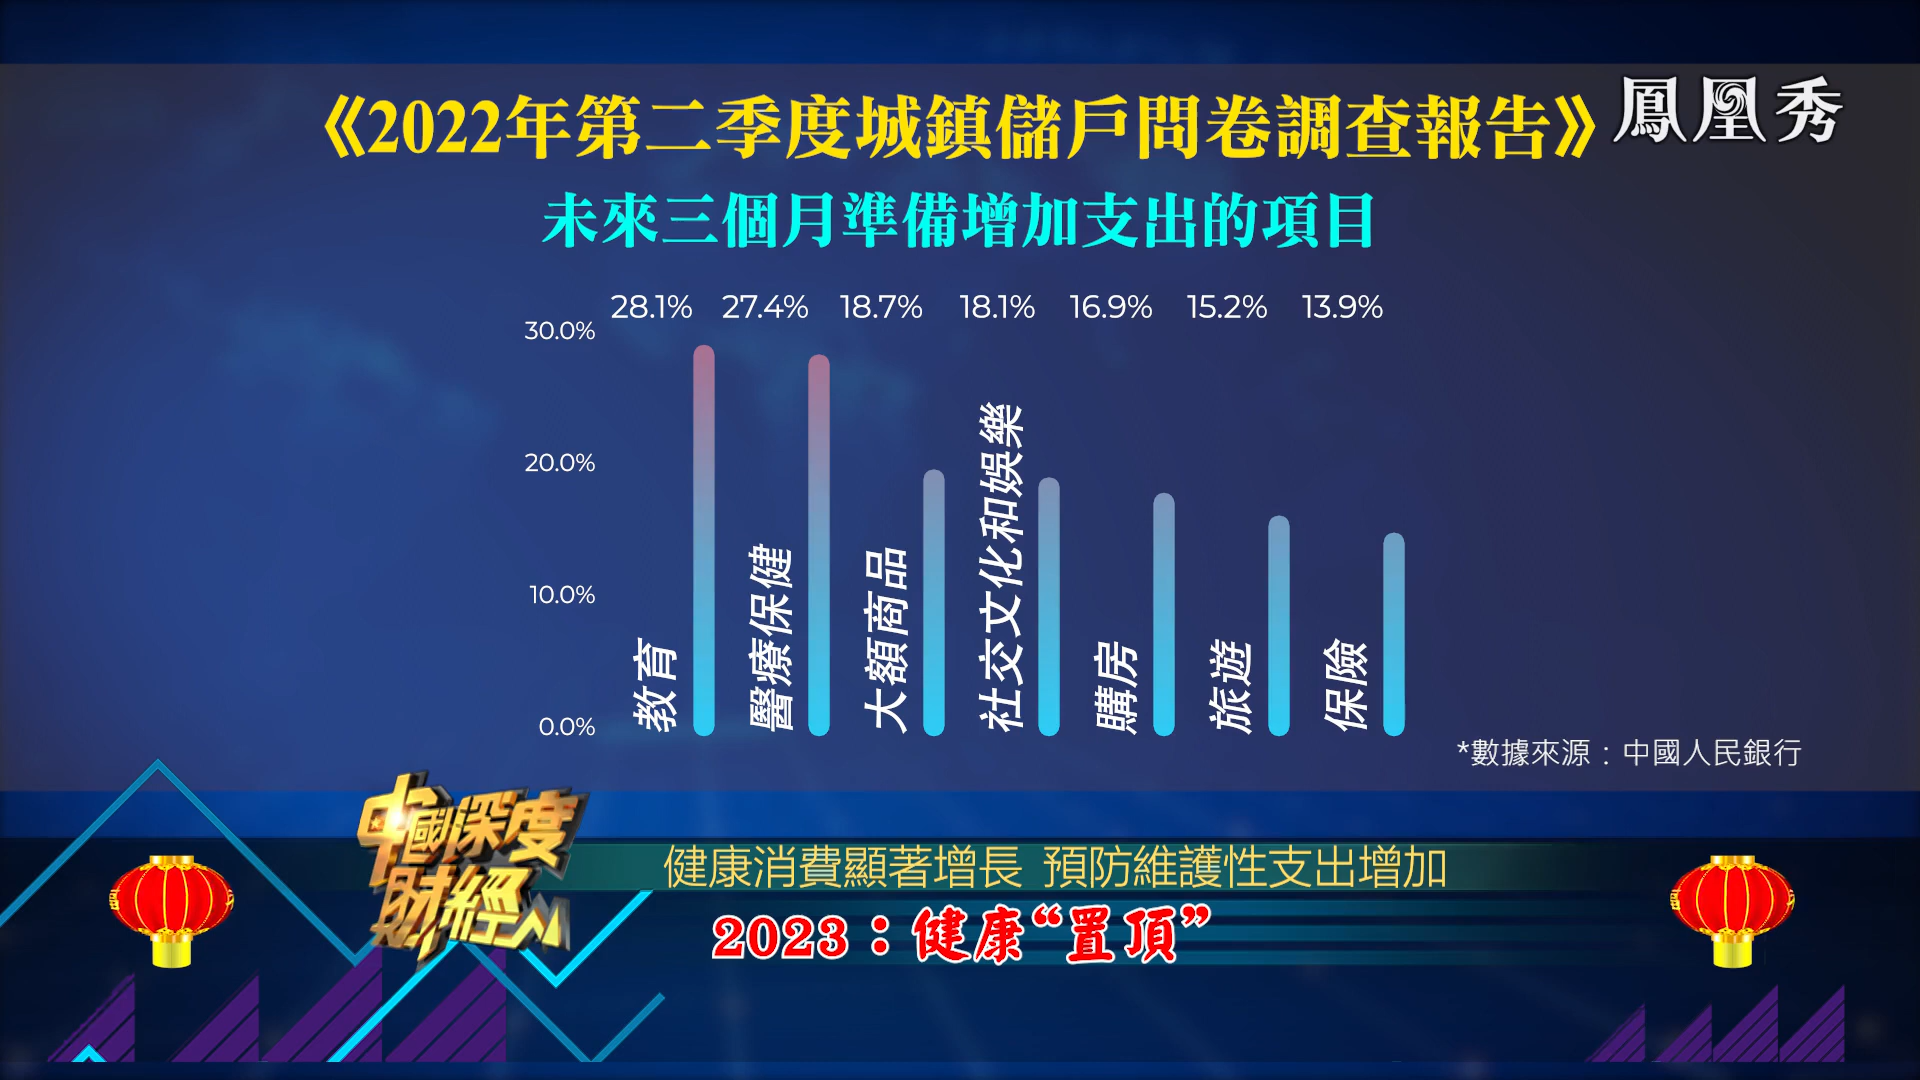 《2022年第二季度城鎮儲戶問卷調查報告》
鳳凰秀
未來三個月準備增加支出的項目
28.1% 27.4% 18.7% 18.1% 16.9% 15.2% 13.9%
30.0%
20.0%
10.0%
0.0%
教育
醫療保健
大額商品
社交文化和娛樂
購房
旅遊
保險
*數據來源：中國人民銀行
中國深度
財經
健康消費顯著增長 預防維護性支出增加
2023：健康“置頂”